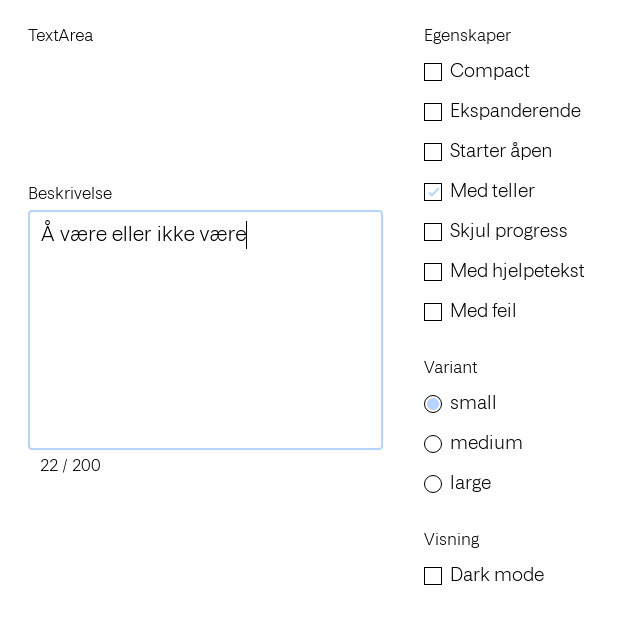 TextArea
Beskrivelse
Å være eller ikke være
22 / 200
Egenskaper
Compact
Ekspanderende
Starter åpen
Med teller
Skjul progress
Med hjelpetekst
Med feil
Variant
small
medium
large
Visning
Dark mode